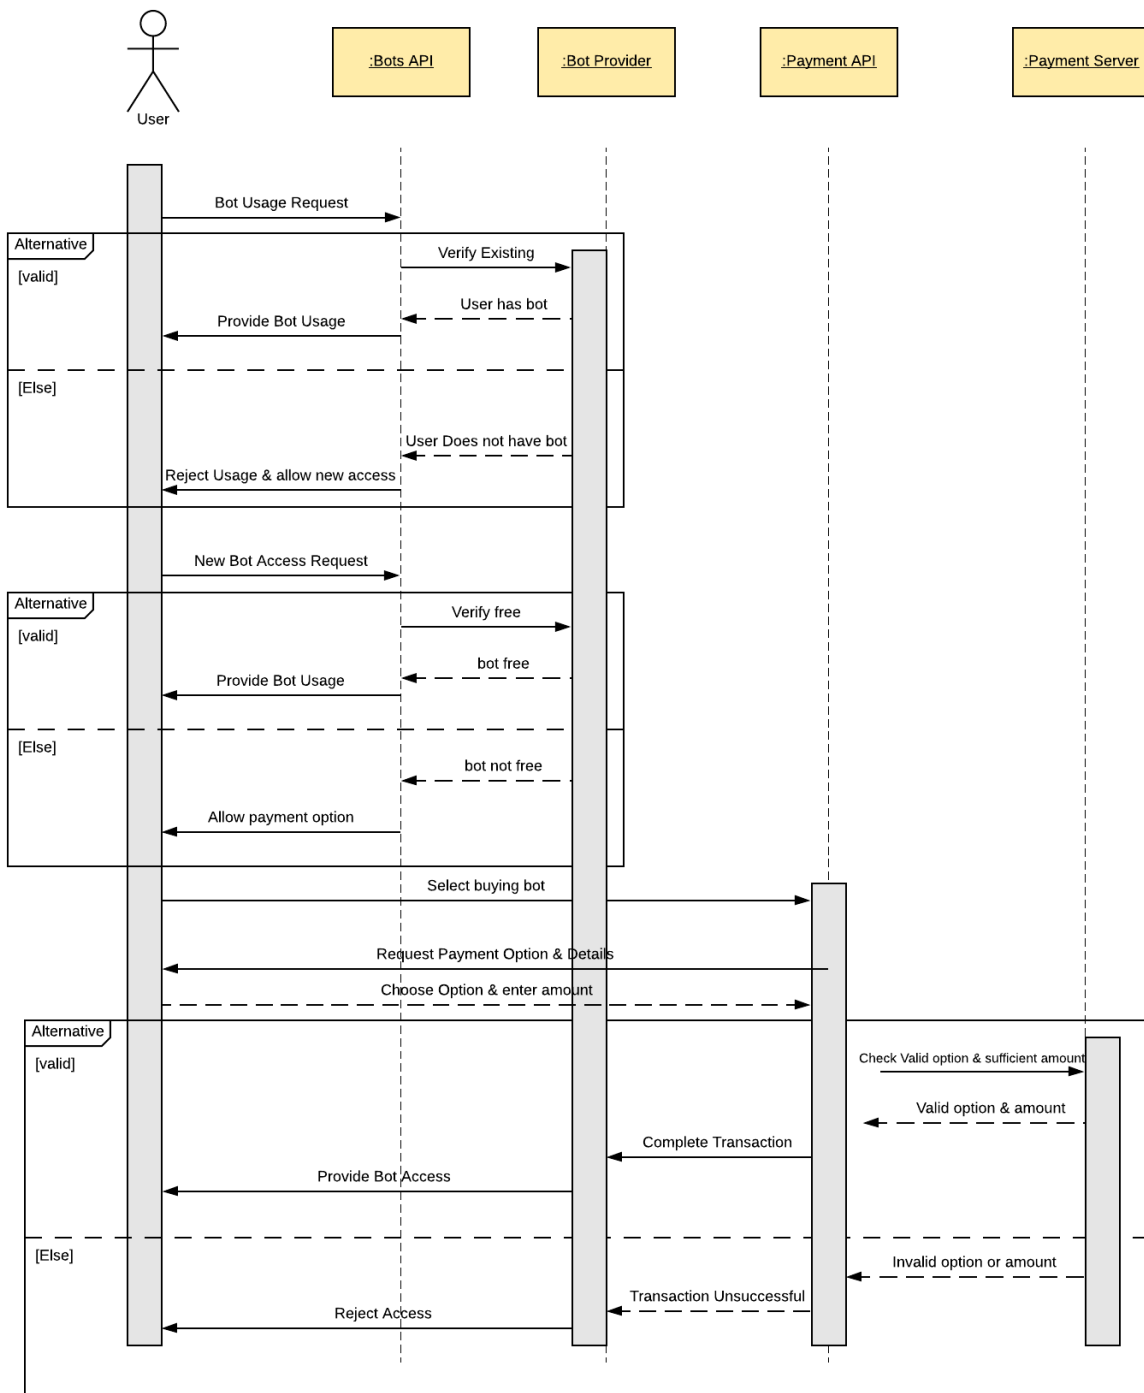 :Bots API
:Bot Provider
:Payment API
:Payment Server
User
Bot Usage Request
Alternative
Verify Existing
[valid]
User has bot
Provide Bot Usage
[Else]
User Does not have bot
Reject Usage & allow new access
New Bot Access Request
Alternative
Verify free
[valid]
bot free
Provide Bot Usage
[Else]
bot not free
Allow payment option
Select buying bot
Request Payment Option & Details
Choose Option & enter amount
Alternative
Check Valid option & sufficient amount
[valid]
Valid option & amount
Complete Transaction
Provide Bot Access
[Else]
Invalid option or amount
Transaction Unsuccessful
Reject Access